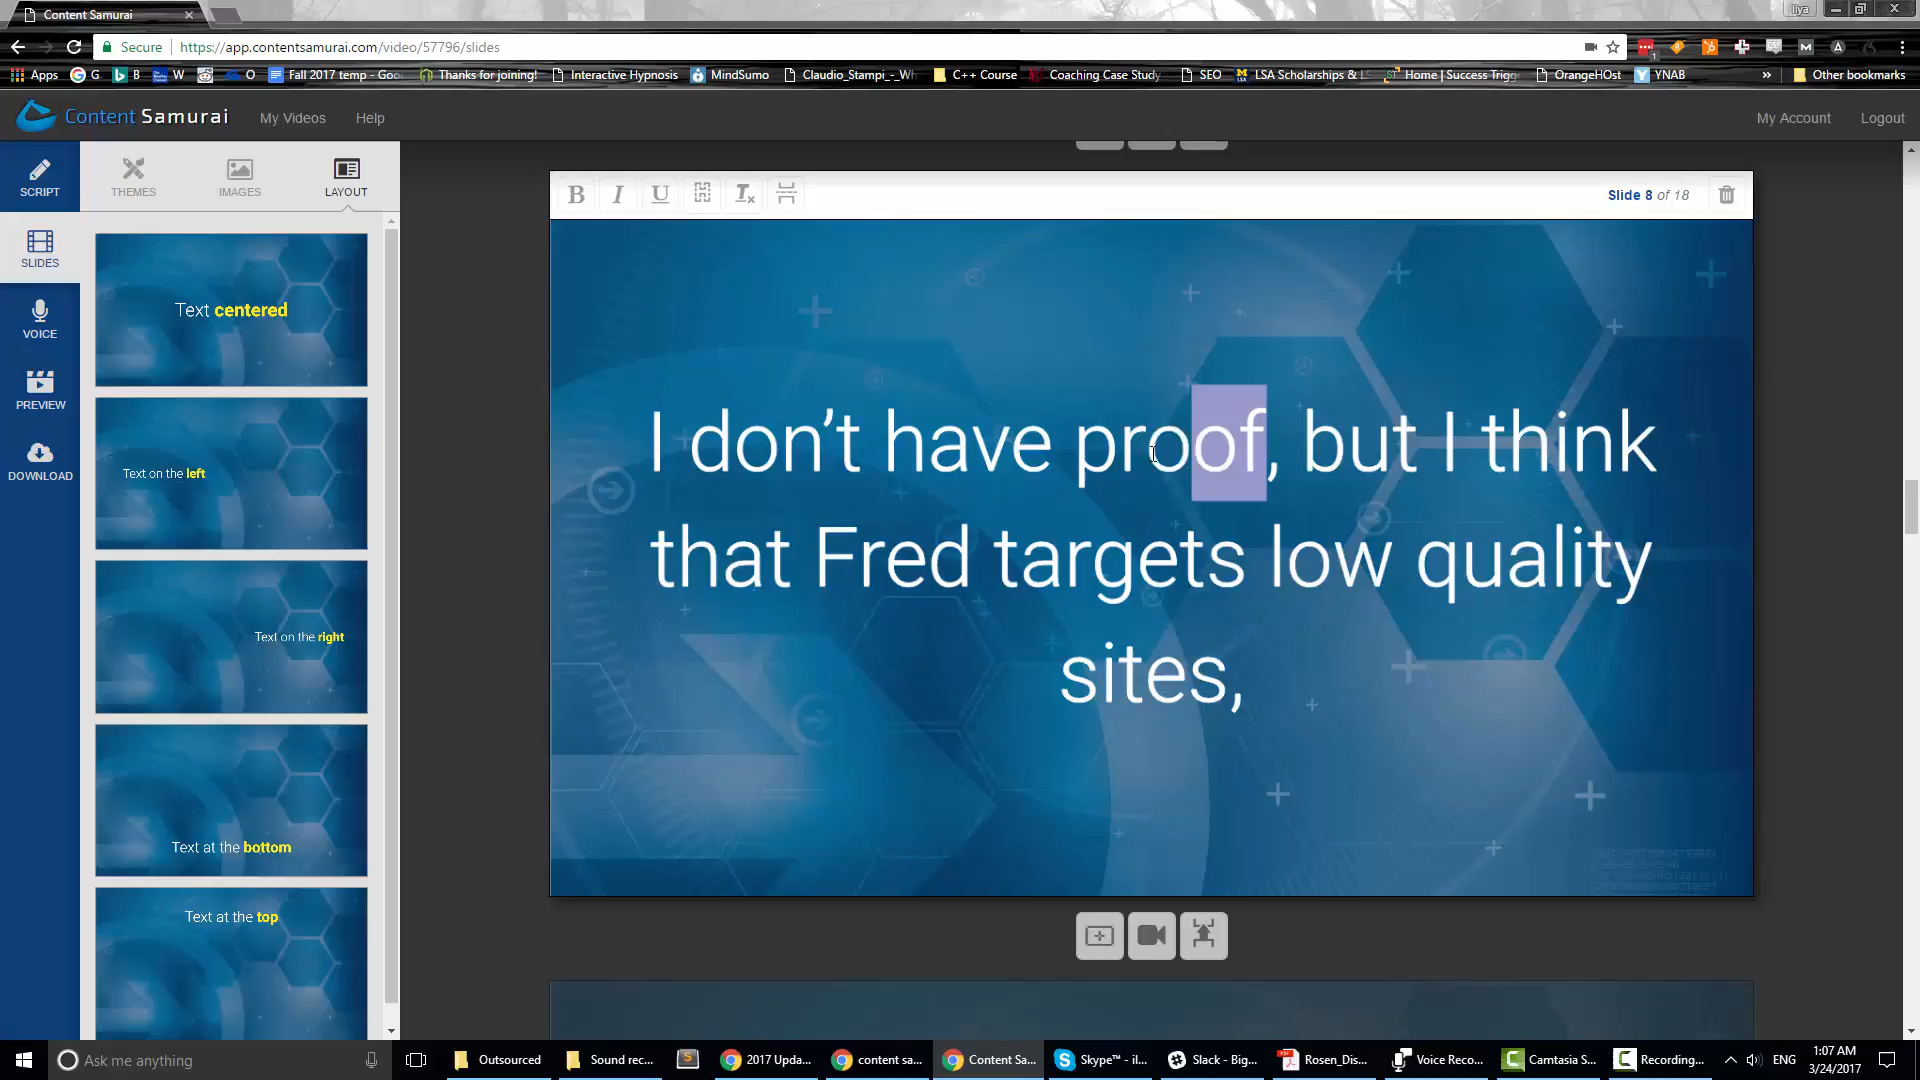 Content Samurai
Ilya
Secure
https://app.contentsamurai.com/video/57796/slides
Apps
G
B
W
O
Fall 2017 temp - Goo
Thanks for joining!
Interactive Hypnosis
MindSumo
Claudio_Stampi_-_Wh
C++ Course
Coaching Case Study
SEO
LSA Scholarships & L
Home | Success Trigg
OrangeHOst
YNAB
»
Other bookmarks
Content Samurai
My Videos
Help
My Account
Logout
SCRIPT
SLIDES
VOICE
PREVIEW
DOWNLOAD
THEMES
IMAGES
LAYOUT
Text centered
Text on the left
Text on the right
Text at the bottom
Text at the top
B I U
Slide 8 of 18
I don’t have proof, but I think
that Fred targets low quality
sites,
Ask me anything
Outsourced
Sound rec...
2017 Upda...
content sa...
Content Sa...
Skype™ - il...
Slack - Big...
Rosen_Dis...
Voice Reco...
Camtasia S...
Recording...
ENG
1:07 AM
3/24/2017